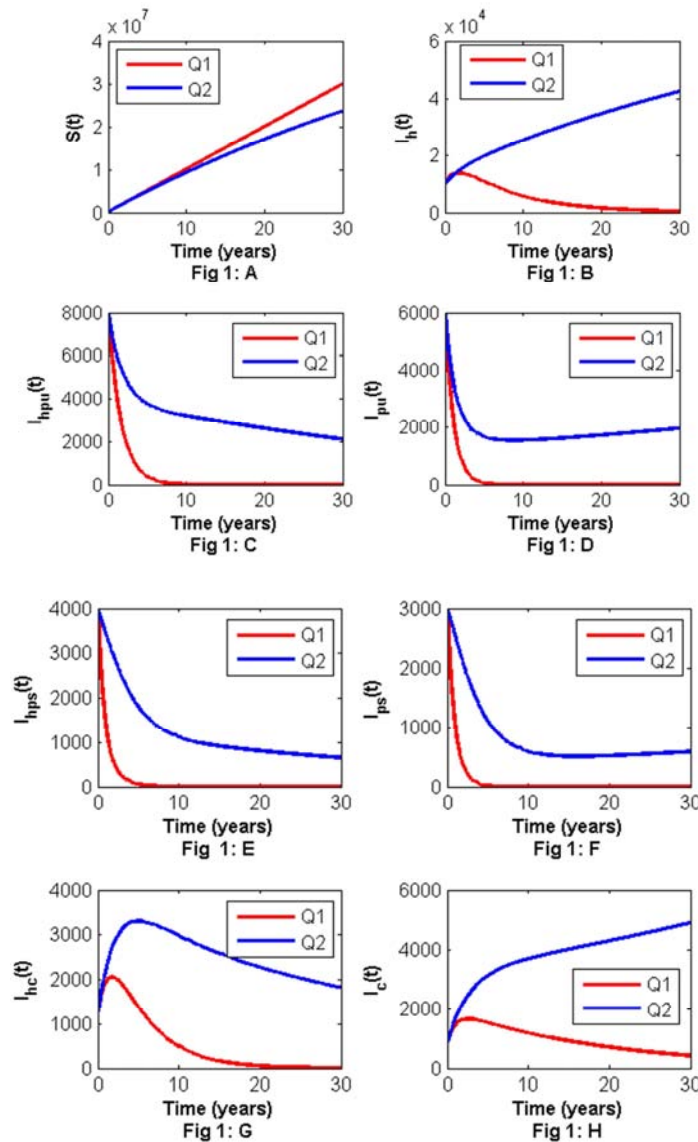 x 10^7
4
3
2
1
0
S(t)
Q1
Q2
0 10 20 30
Time (years)
Fig 1: A
x 10^4
6
4
2
0
I_h(t)
Q1
Q2
0 10 20 30
Time (years)
Fig 1: B
8000
6000
4000
2000
0
I_hpu(t)
Q1
Q2
0 10 20 30
Time (years)
Fig 1: C
6000
4000
2000
0
I_pu(t)
Q1
Q2
0 10 20 30
Time (years)
Fig 1: D
4000
3000
2000
1000
0
I_hps(t)
Q1
Q2
0 10 20 30
Time (years)
Fig 1: E
3000
2000
1000
0
I_ps(t)
Q1
Q2
0 10 20 30
Time (years)
Fig 1: F
4000
3000
2000
1000
0
I_hc(t)
Q1
Q2
0 10 20 30
Time (years)
Fig 1: G
6000
4000
2000
0
I_c(t)
Q1
Q2
0 10 20 30
Time (years)
Fig 1: H